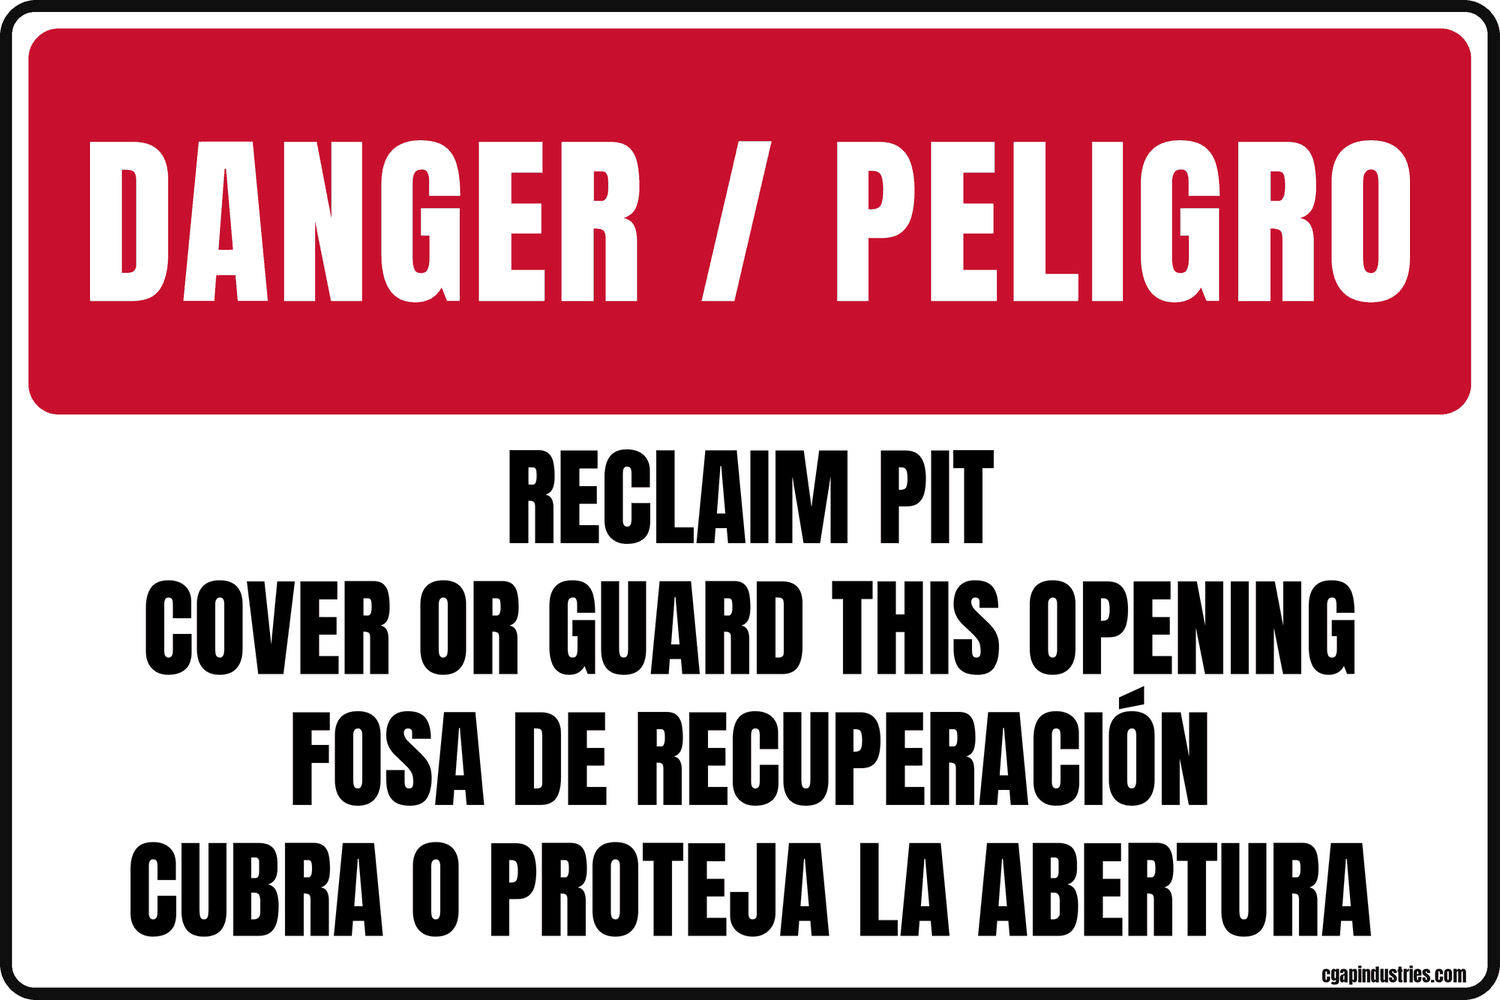 DANGER / PELIGRO
RECLAIM PIT
COVER OR GUARD THIS OPENING
FOSA DE RECUPERACIÓN
CUBRA O PROTEJA LA ABERTURA
cgapindustries.com